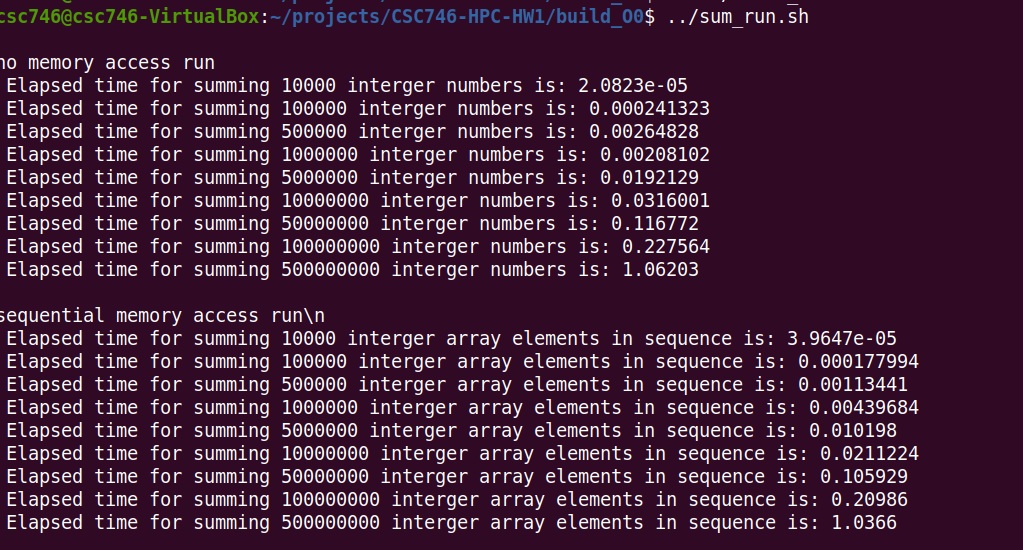 csc746@csc746-VirtualBox:~/projects/CSC746-HPC-HW1/build_O0$ ../sum_run.sh
no memory access run
Elapsed time for summing 10000 interger numbers is: 2.0823e-05
Elapsed time for summing 100000 interger numbers is: 0.000241323
Elapsed time for summing 500000 interger numbers is: 0.00264828
Elapsed time for summing 1000000 interger numbers is: 0.00208102
Elapsed time for summing 5000000 interger numbers is: 0.0192129
Elapsed time for summing 10000000 interger numbers is: 0.0316001
Elapsed time for summing 50000000 interger numbers is: 0.116772
Elapsed time for summing 100000000 interger numbers is: 0.227564
Elapsed time for summing 500000000 interger numbers is: 1.06203
sequential memory access run\n
Elapsed time for summing 10000 interger array elements in sequence is: 3.9647e-05
Elapsed time for summing 100000 interger array elements in sequence is: 0.000177994
Elapsed time for summing 500000 interger array elements in sequence is: 0.00113441
Elapsed time for summing 1000000 interger array elements in sequence is: 0.00439684
Elapsed time for summing 5000000 interger array elements in sequence is: 0.010198
Elapsed time for summing 10000000 interger array elements in sequence is: 0.0211224
Elapsed time for summing 50000000 interger array elements in sequence is: 0.105929
Elapsed time for summing 100000000 interger array elements in sequence is: 0.20986
Elapsed time for summing 500000000 interger array elements in sequence is: 1.0366